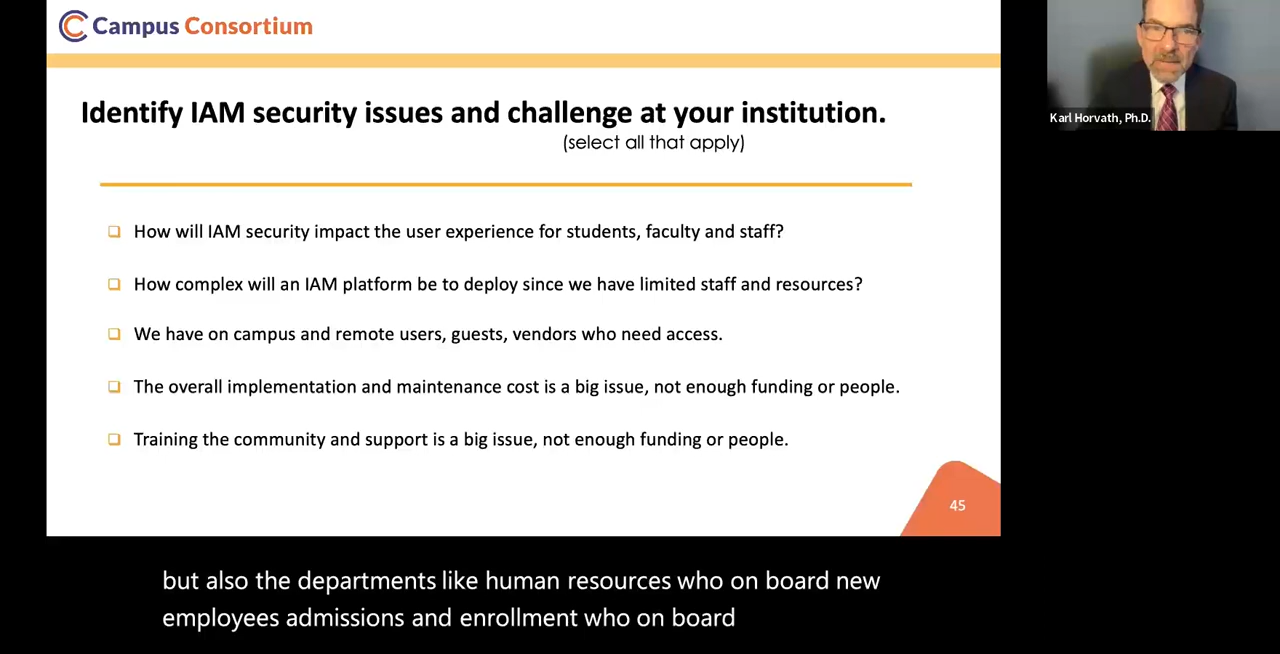 Campus Consortium
Identify IAM security issues and challenge at your institution.
(select all that apply)
How will IAM security impact the user experience for students, faculty and staff?
How complex will an IAM platform be to deploy since we have limited staff and resources?
We have on campus and remote users, guests, vendors who need access.
The overall implementation and maintenance cost is a big issue, not enough funding or people.
Training the community and support is a big issue, not enough funding or people.
45
Karl Horvath, Ph.D.
but also the departments like human resources who on board new
employees admissions and enrollment who on board